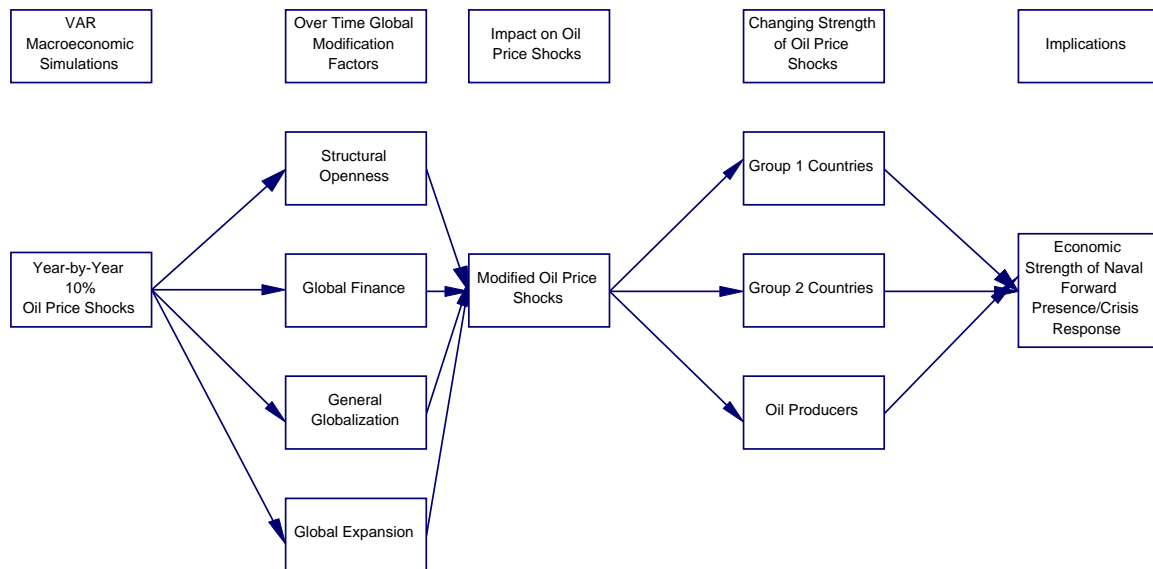 VAR
Macroeconomic
Simulations
Over Time Global
Modification
Factors
Impact on Oil
Price Shocks
Changing Strength
of Oil Price
Shocks
Implications
Structural
Openness
Group 1 Countries
Year-by-Year
10%
Oil Price Shocks
Global Finance
Modified Oil Price
Shocks
Group 2 Countries
Economic
Strength of Naval
Forward
Presence/Crisis
Response
General
Globalization
Oil Producers
Global Expansion